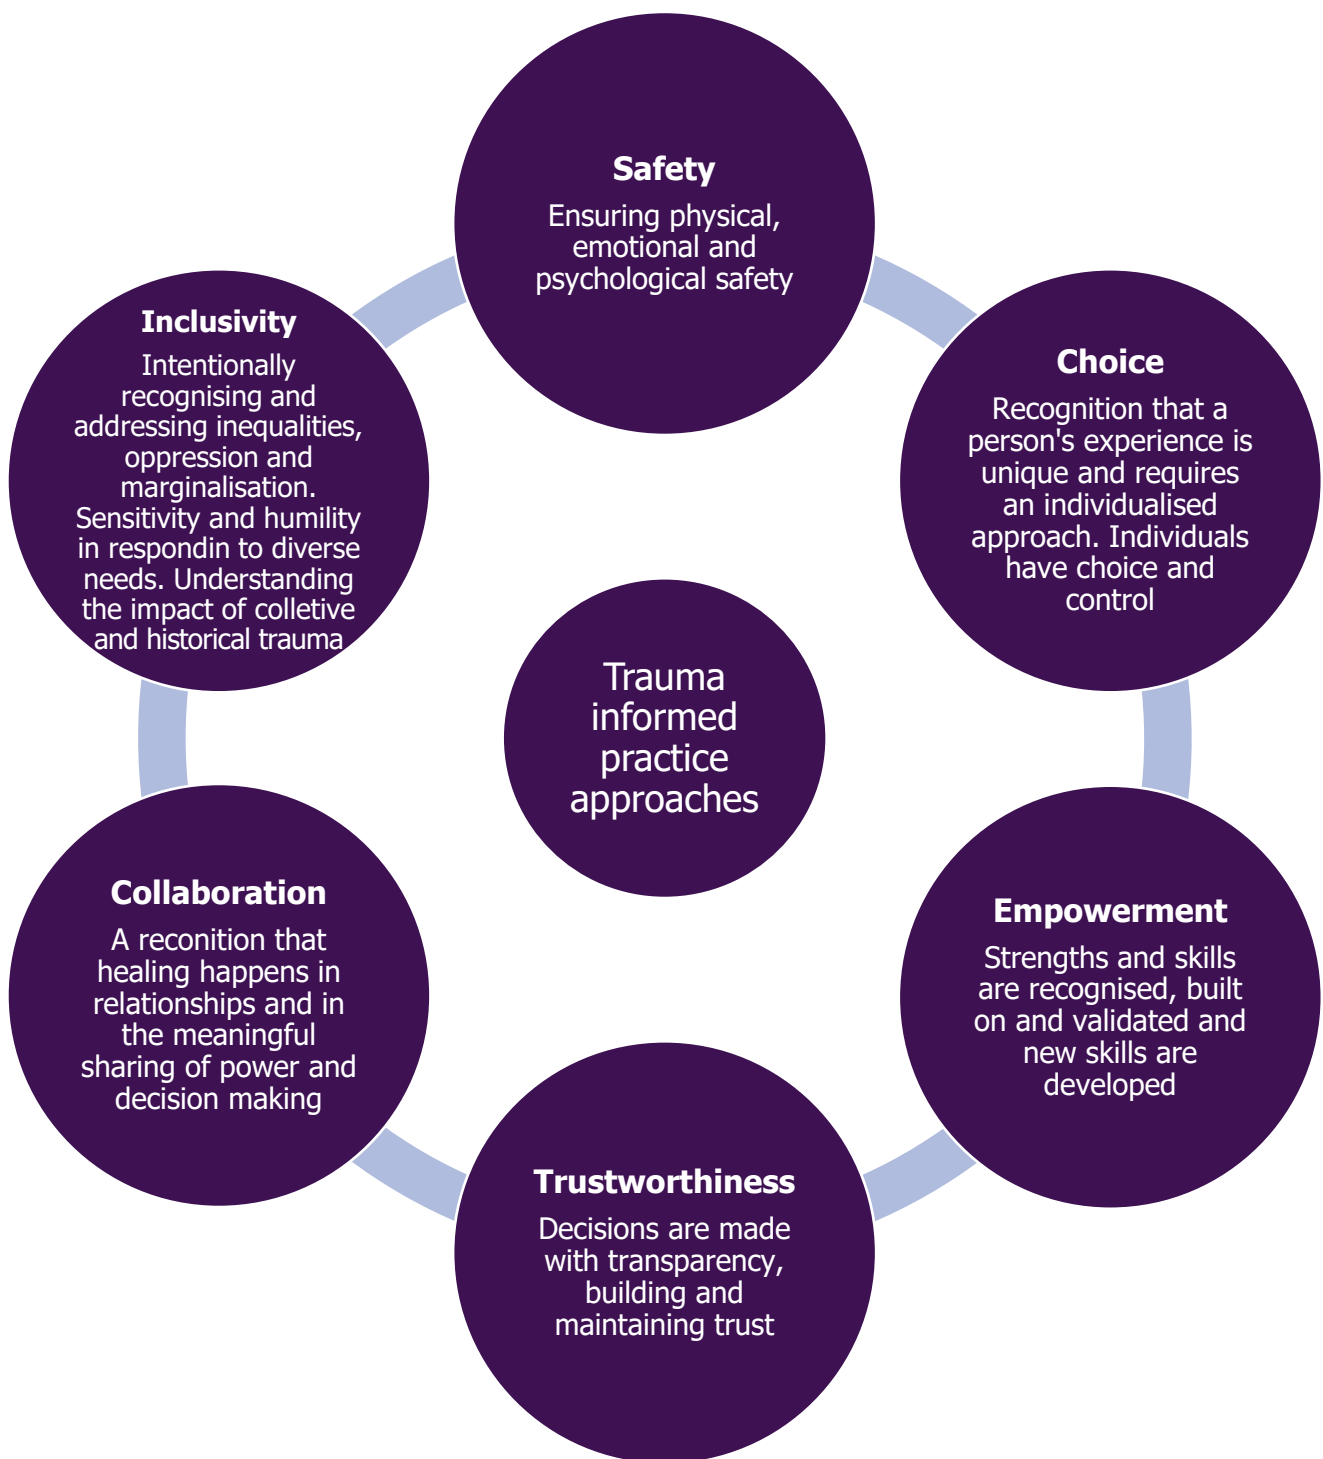 Safety
Ensuring physical,
emotional and
psychological safety
Choice
Recognition that a
person's experience is
unique and requires
an individualised
approach. Individuals
have choice and
control
Empowerment
Strengths and skills
are recognised, built
on and validated and
new skills are
developed
Trustworthiness
Decisions are made
with transparency,
building and
maintaining trust
Collaboration
A reconition that
healing happens in
relationships and in
the meaningful
sharing of power and
decision making
Inclusivity
Intentionally
recognising and
addressing inequalities,
oppression and
marginalisation.
Sensitivity and humility
in respondin to diverse
needs. Understanding
the impact of colletive
and historical trauma
Trauma
informed
practice
approaches